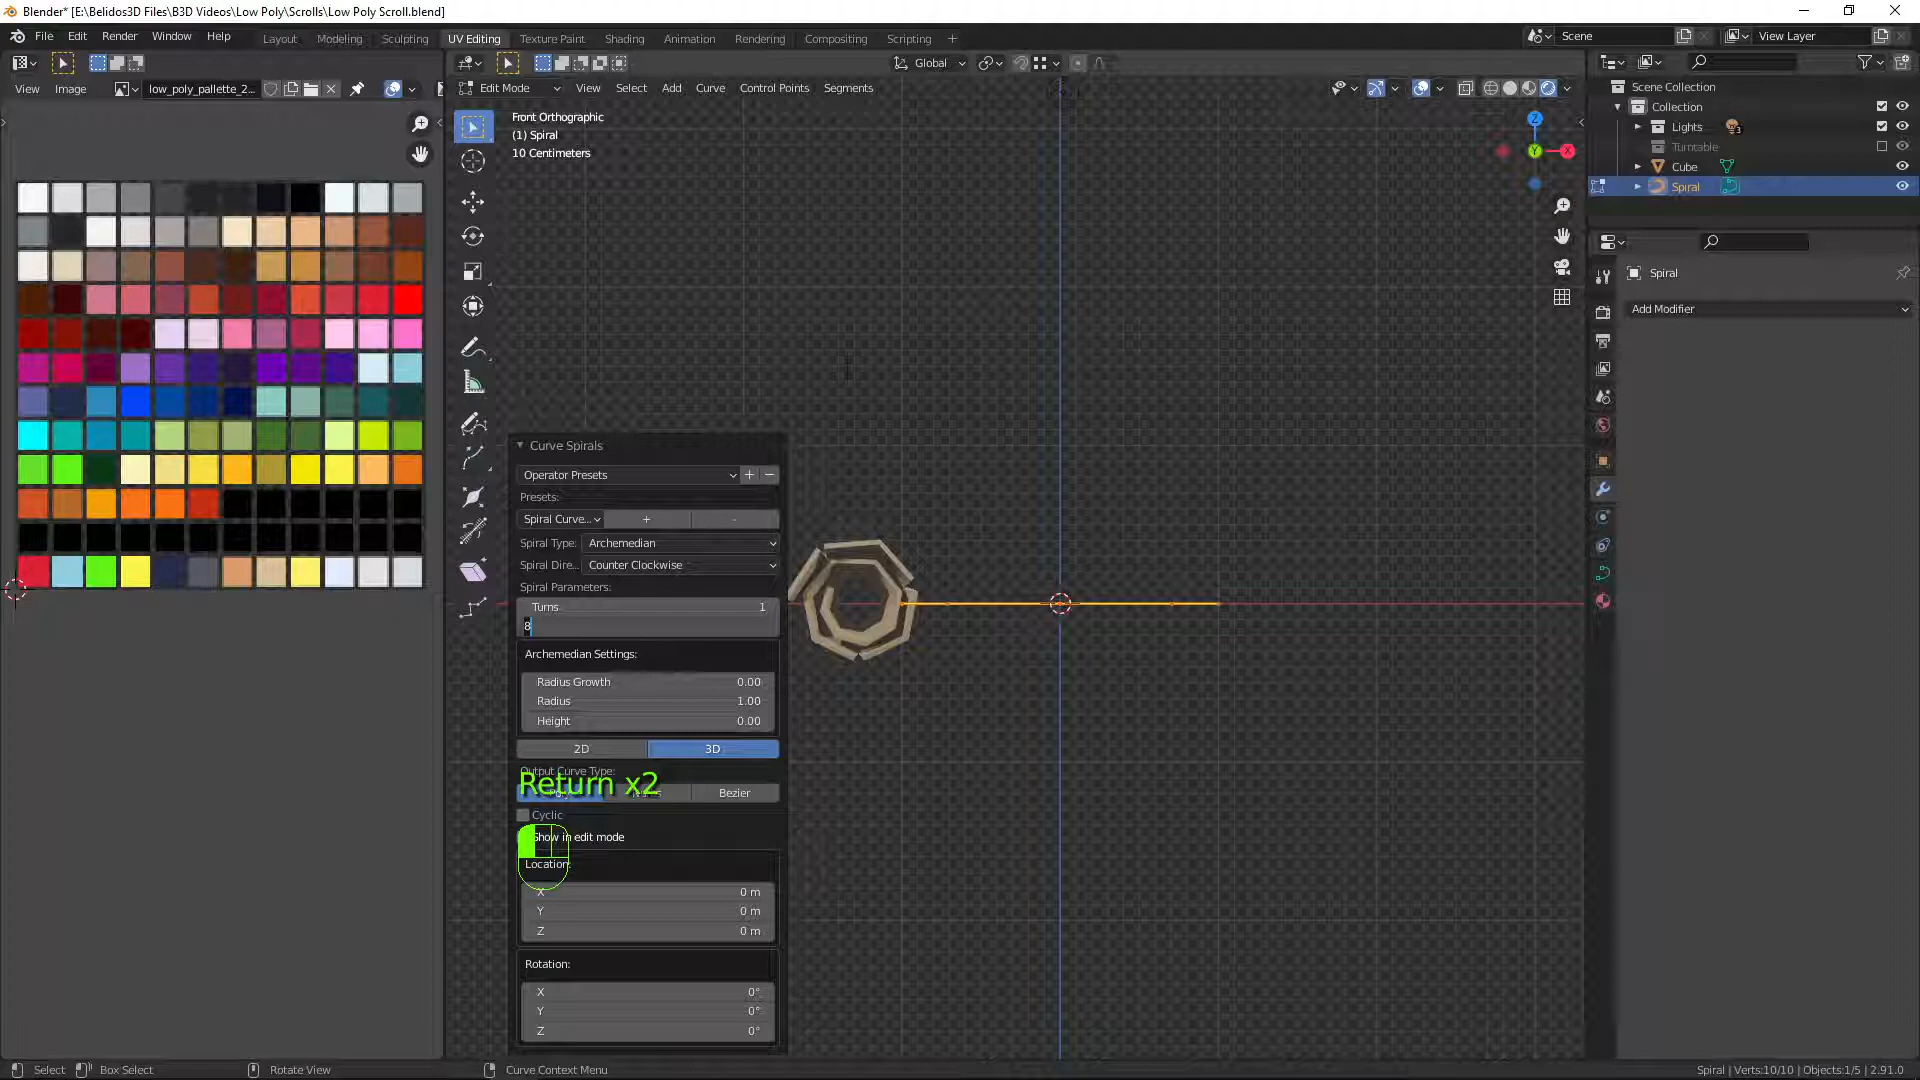 Blender* [E:\Belidos3D Files\B3D Videos\Low Poly\Scrolls\Low Poly Scroll.blend]
File Edit Render Window Help Layout Modeling Sculpting UV Editing Texture Paint Shading Animation Rendering Compositing Scripting Scene View Layer
Global
View Image low_poly_pallette_2... Edit Mode View Select Add Curve Control Points Segments
Front Orthographic
(1) Spiral
10 Centimeters
Z
Y
X
Scene Collection
Collection
Lights 3
Turntable
Cube
Spiral
Spiral
Add Modifier
Curve Spirals
Operator Presets
Presets:
Spiral Curve... + -
Spiral Type: Archemedian
Spiral Dire... Counter Clockwise
Spiral Parameters:
Turns 1
8
Archemedian Settings:
Radius Growth 0.00
Radius 1.00
Height 0.00
2D 3D
Output Curve Type:
Return x2
Bezier
Cyclic
Show in edit mode
Location:
X 0 m
Y 0 m
Z 0 m
Rotation:
X 0°
Y 0°
Z 0°
Select Box Select Rotate View Curve Context Menu Spiral | Verts:10/10 | Objects:1/5 | 2.91.0